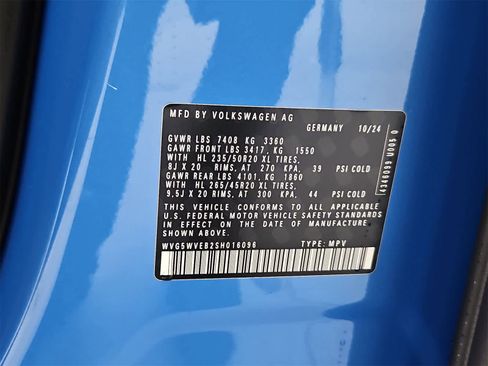 MFD BY VOLKSWAGEN AG
GERMANY 10/24
GVWR LBS 7408 KG 3360
GAWR FRONT LBS 3417, KG 1550
WITH HL 235/50R20 XL TIRES,
8J X 20 RIMS, AT 270 KPA, 39 PSI COLD
GAWR REAR LBS 4101, KG 1860
WITH HL 265/45R20 XL TIRES,
9,5J X 20 RIMS, AT 300 KPA, 44 PSI COLD
THIS VEHICLE CONFORMS TO ALL APPLICABLE
U.S. FEDERAL MOTOR VEHICLE SAFETY STANDARDS
IN EFFECT ON THE DATE OF MANUFACTURE
SHOWN ABOVE.
WVG5WVEB2SH016096 TYPE: MPV
4346099 U005 0